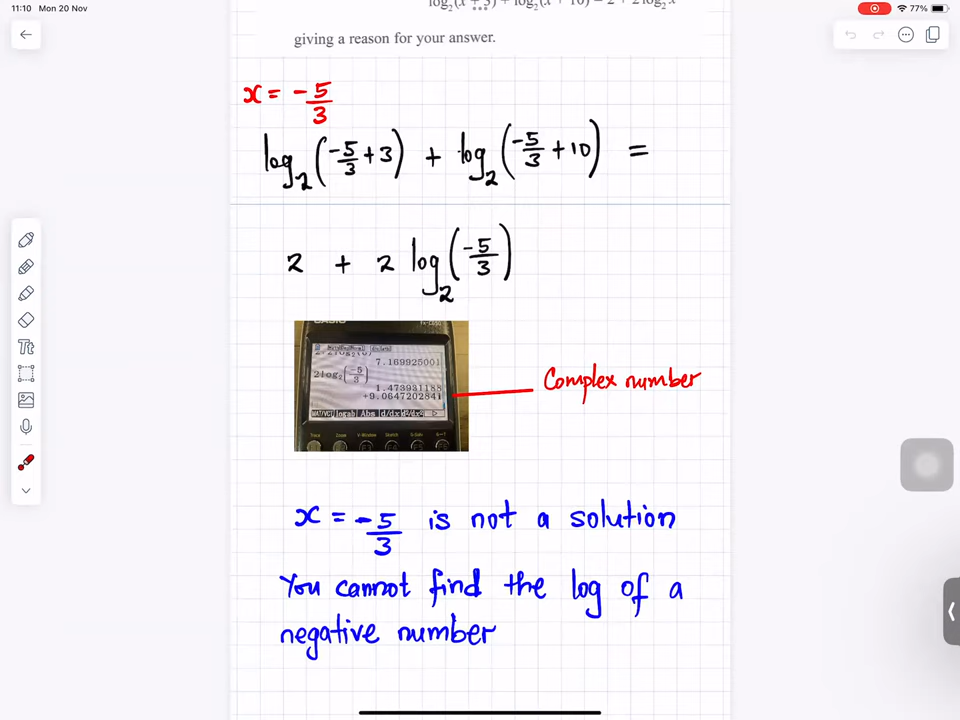 11:10 Mon 20 Nov
77%
giving a reason for your answer.
x = -5/3
log₂(-5/3 + 3) + log₂(-5/3 + 10) =
2 + 2 log₂(-5/3)
CASIO
7.169925001
2log₂(-5/3)
1.473931188
+9.0647202841
Complex number
x = -5/3 is not a solution
You cannot find the log of a
negative number